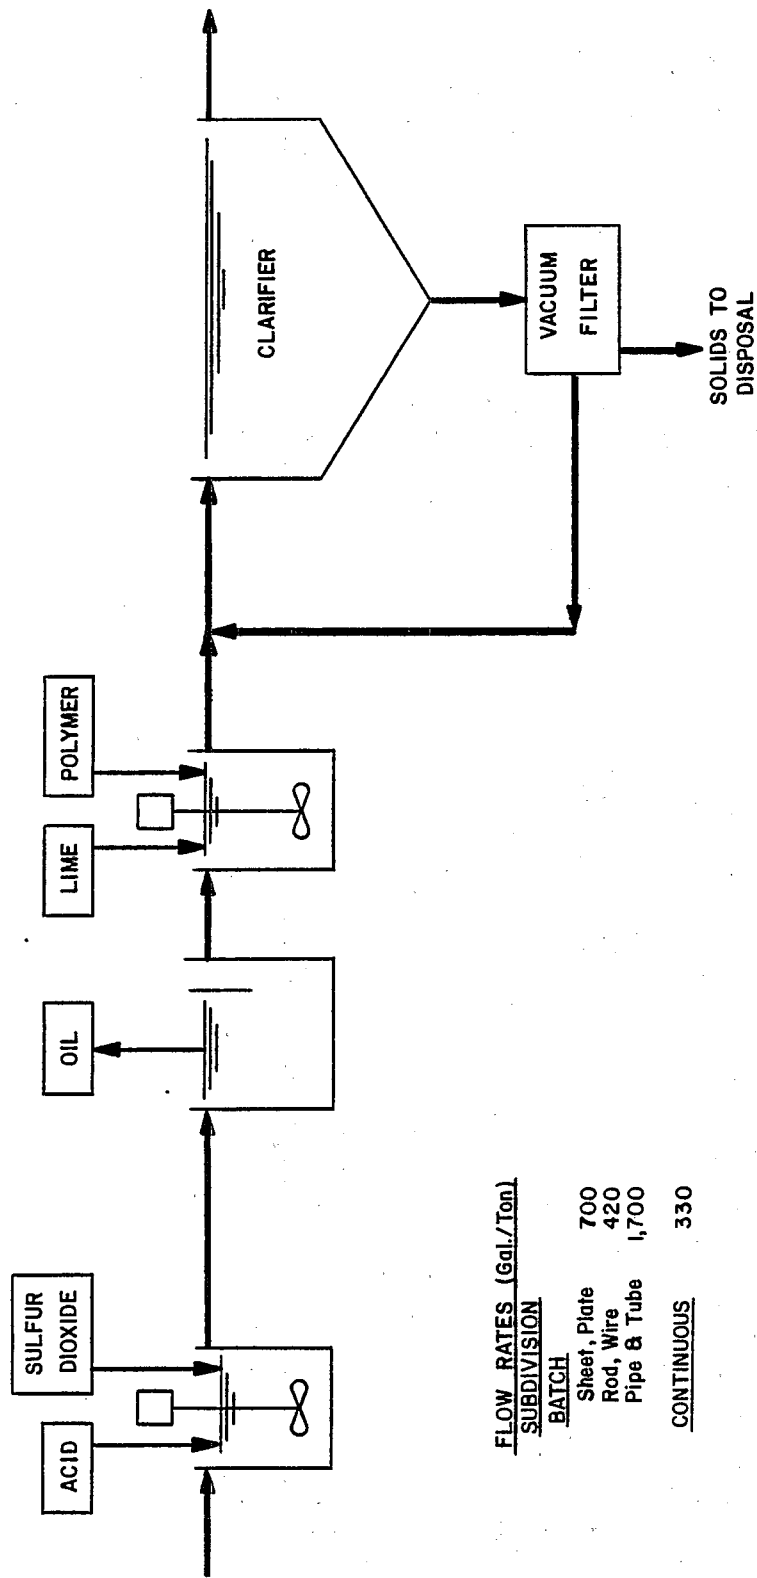 ACID
SULFUR
DIOXIDE
OIL
LIME
POLYMER
CLARIFIER
VACUUM
FILTER
SOLIDS TO
DISPOSAL
FLOW RATES (Gal./Ton)
SUBDIVISION
BATCH
Sheet, Plate 700
Rod, Wire 420
Pipe & Tube 1,700
CONTINUOUS 330